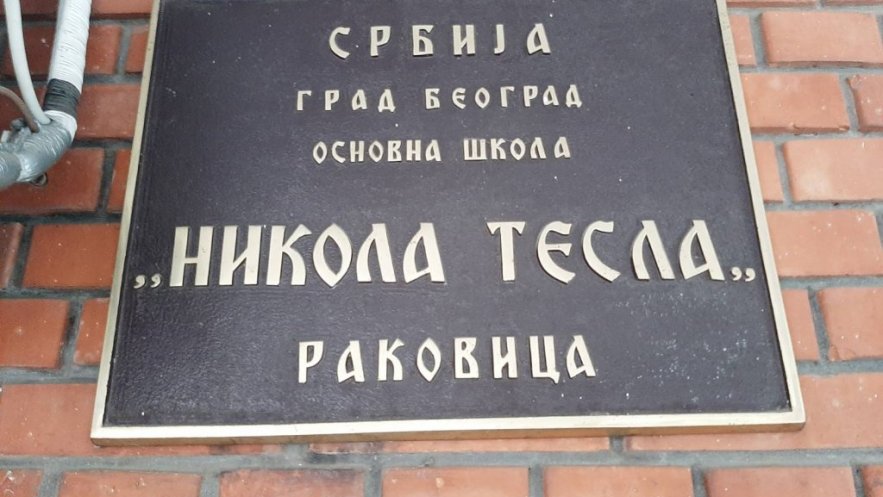 СРБИЈА
ГРАД БЕОГРАД
ОСНОВНА ШКОЛА
„НИКОЛА ТЕСЛА„
РАКОВИЦА